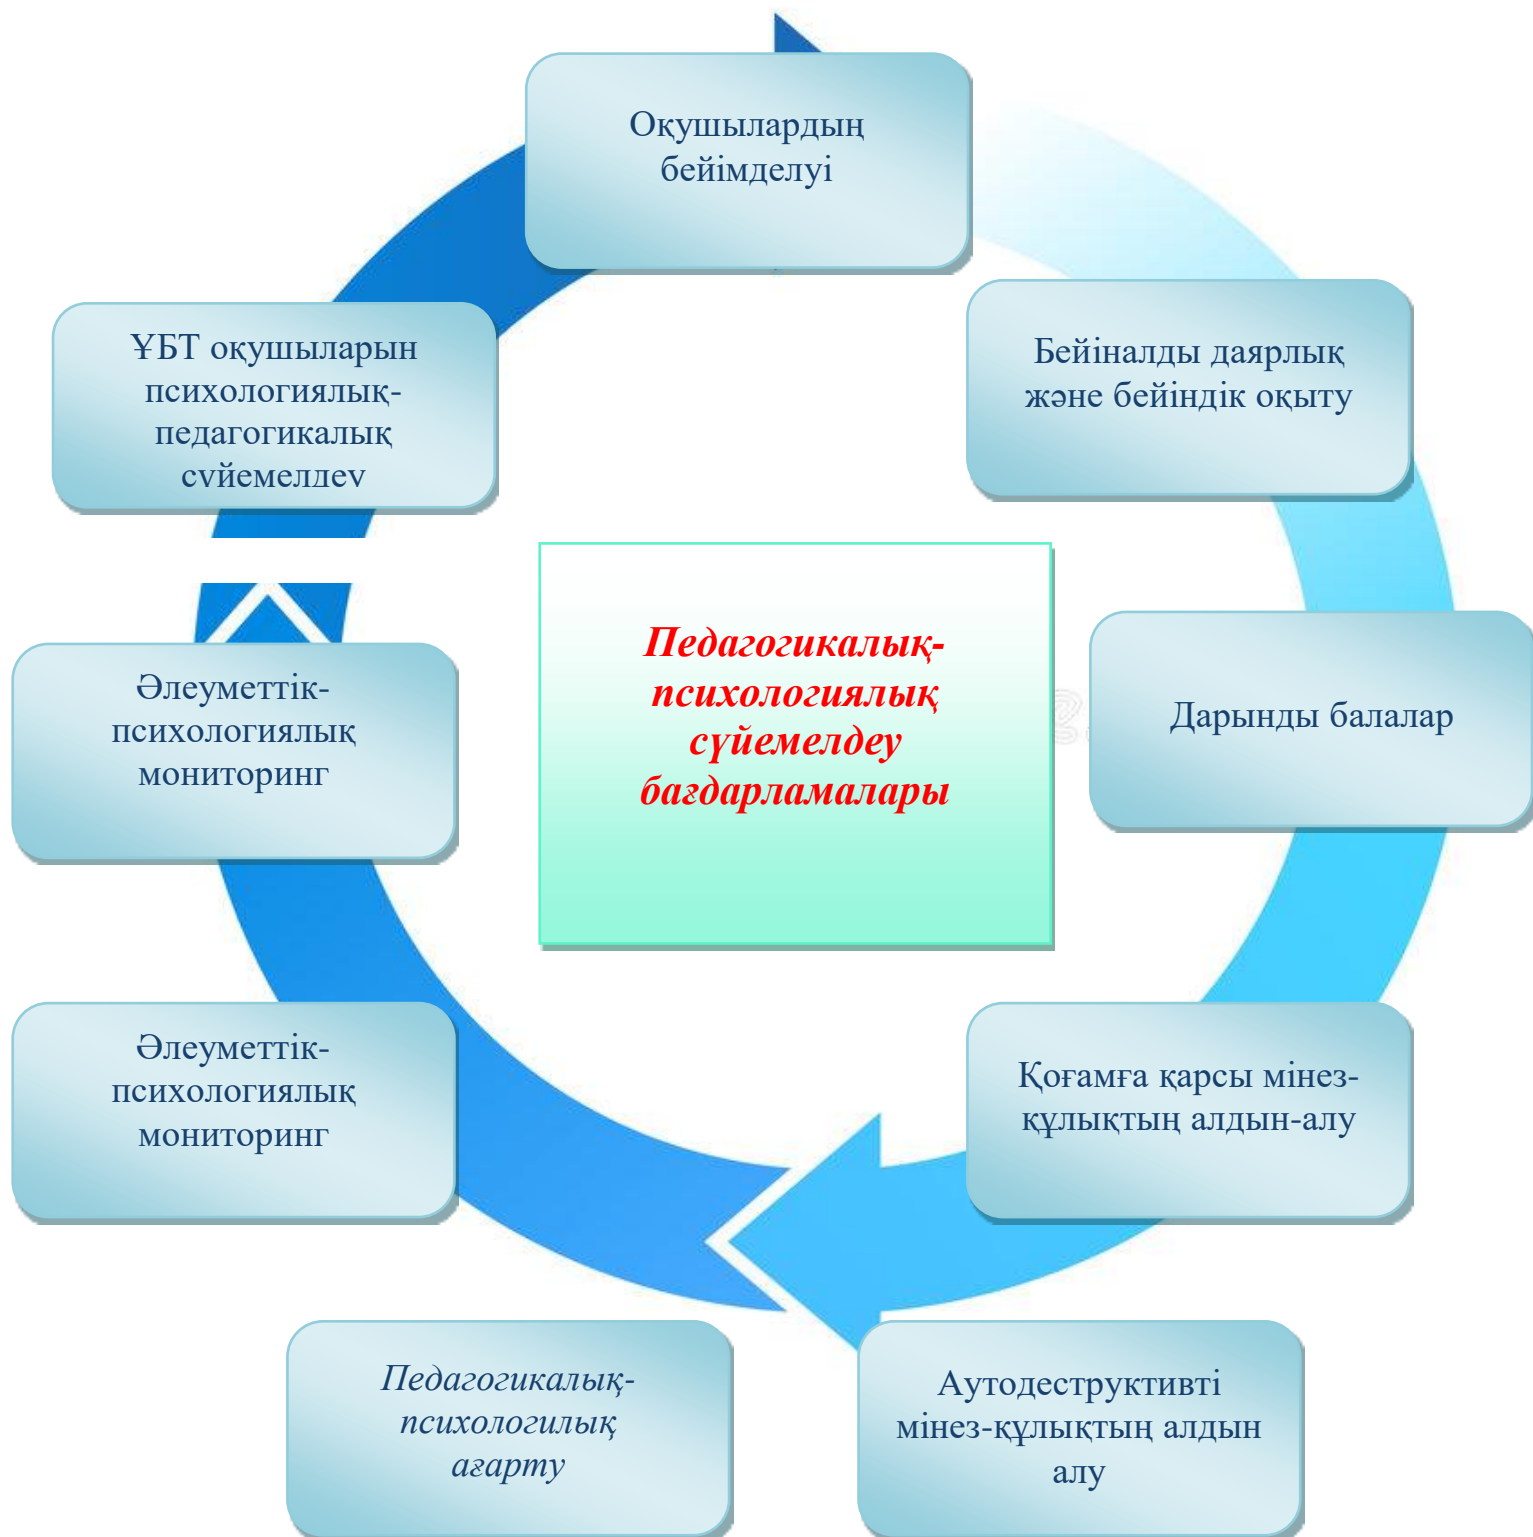 Оқушылардың
бейімделуі
ҰБТ оқушыларын
психологиялық-
педагогикалық
сүйемелдеу
Бейіналды даярлық
және бейіндік оқыту
Педагогикалық-
психологиялық
сүйемелдеу
бағдарламалары
Әлеуметтік-
психологиялық
мониторинг
Дарынды балалар
Әлеуметтік-
психологиялық
мониторинг
Қоғамға қарсы мінез-
құлықтың алдын-алу
Педагогикалық-
психологилық
ағарту
Аутодеструктивті
мінез-құлықтың алдын
алу